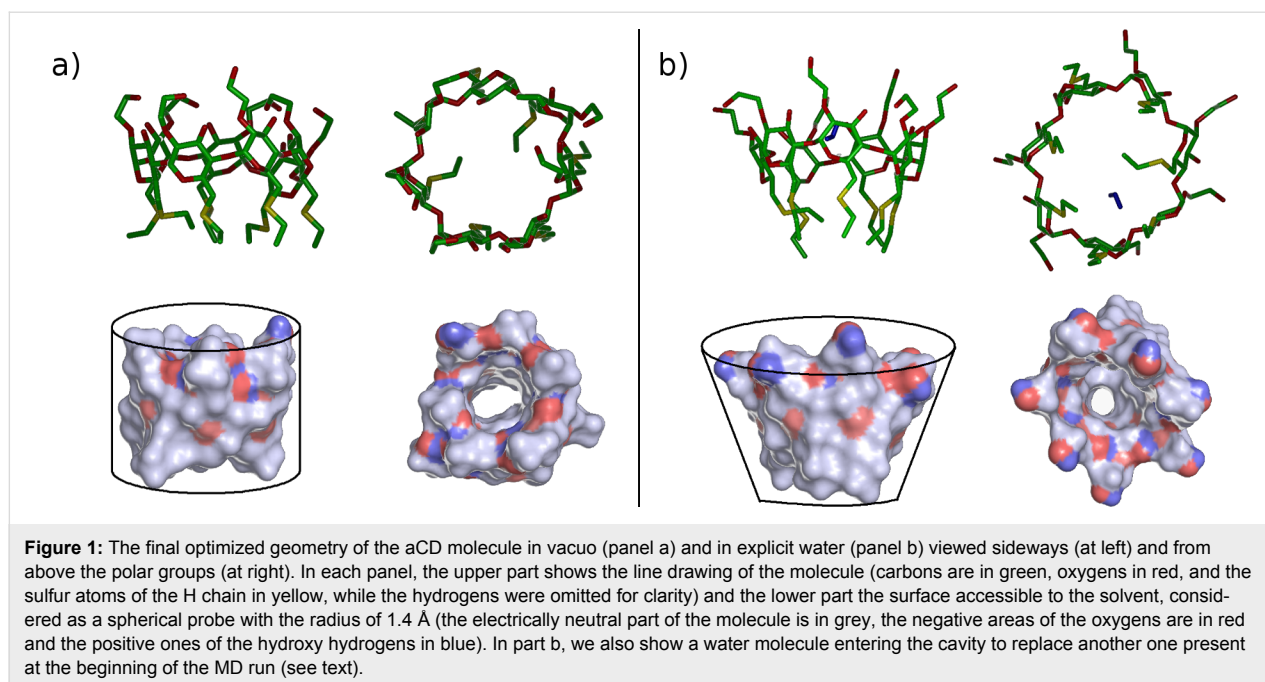 a)
b)
Figure 1: The final optimized geometry of the aCD molecule in vacuo (panel a) and in explicit water (panel b) viewed sideways (at left) and from
above the polar groups (at right). In each panel, the upper part shows the line drawing of the molecule (carbons are in green, oxygens in red, and the
sulfur atoms of the H chain in yellow, while the hydrogens were omitted for clarity) and the lower part the surface accessible to the solvent, consid-
ered as a spherical probe with the radius of 1.4 Å (the electrically neutral part of the molecule is in grey, the negative areas of the oxygens are in red
and the positive ones of the hydroxy hydrogens in blue). In part b, we also show a water molecule entering the cavity to replace another one present
at the beginning of the MD run (see text).